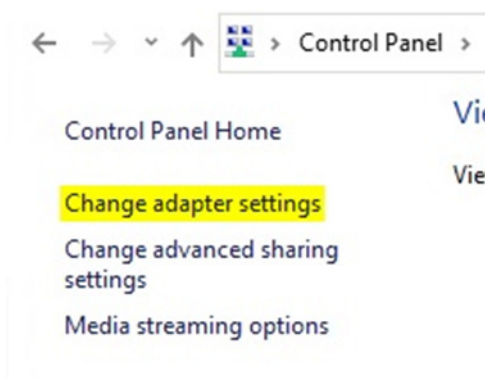 Control Panel
Control Panel Home
Change adapter settings
Change advanced sharing
settings
Media streaming options